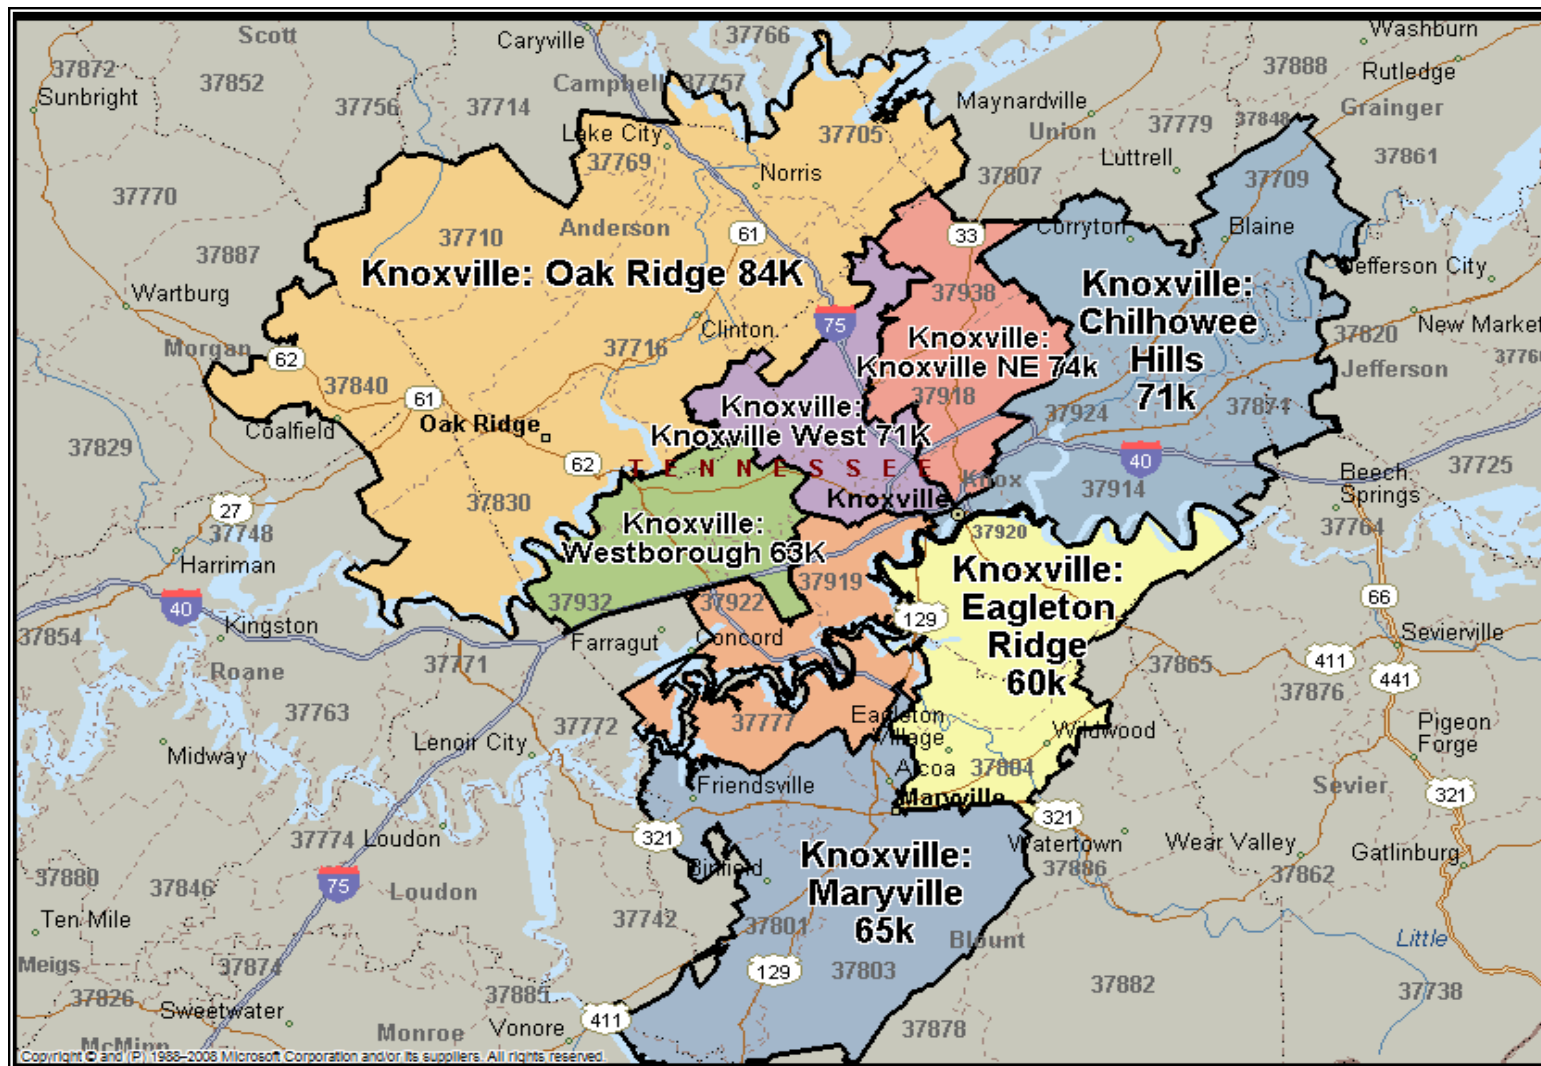 Scott
Caryville
37766
Washburn
37872
37852
Campbell
37757
37888
Rutledge
Sunbright
37756
37714
Maynardville
Grainger
Union
37779
37848
Lake City
37705
37769
Luttrell
37861
Norris
37807
37709
37770
Anderson
61
33
Corryton
Blaine
37710
37887
Knoxville: Oak Ridge 84K
Jefferson City
Wartburg
37938
Knoxville:
Chilhowee
Hills
71k
Clinton
75
New Market
37820
Morgan
62
37716
Knoxville:
Knoxville NE 74k
Jefferson
37840
61
37918
37924
37871
Knoxville:
Knoxville West 71K
Coalfield
Oak Ridge
37829
62
TENNESSEE
40
Beech
Springs
37725
Knox
37914
37830
Knoxville
27
37748
Knoxville:
Westborough 63K
37920
37764
Harriman
Knoxville:
Eagleton
Ridge
60k
37919
40
37932
37922
66
129
37854
Kingston
Farragut
Concord
Sevierville
Roane
37771
37865
411
441
37876
37763
37772
37777
Eagleton
Village
Wildwood
Pigeon
Forge
Midway
Lenoir City
Alcoa
37804
Friendsville
Maryville
Sevier
321
37774
Loudon
321
321
Watertown
Wear Valley
Gatlinburg
Knoxville:
Maryville
65k
Binfield
37886
37862
37880
37846
75
Loudon
Ten Mile
37742
37801
Blount
Little
Meigs
37874
129
37803
37882
37738
37826
37885
Sweetwater
Monroe
Vonore
411
37878
McMinn
Copyright © and (P) 1988–2008 Microsoft Corporation and/or its suppliers. All rights reserved.